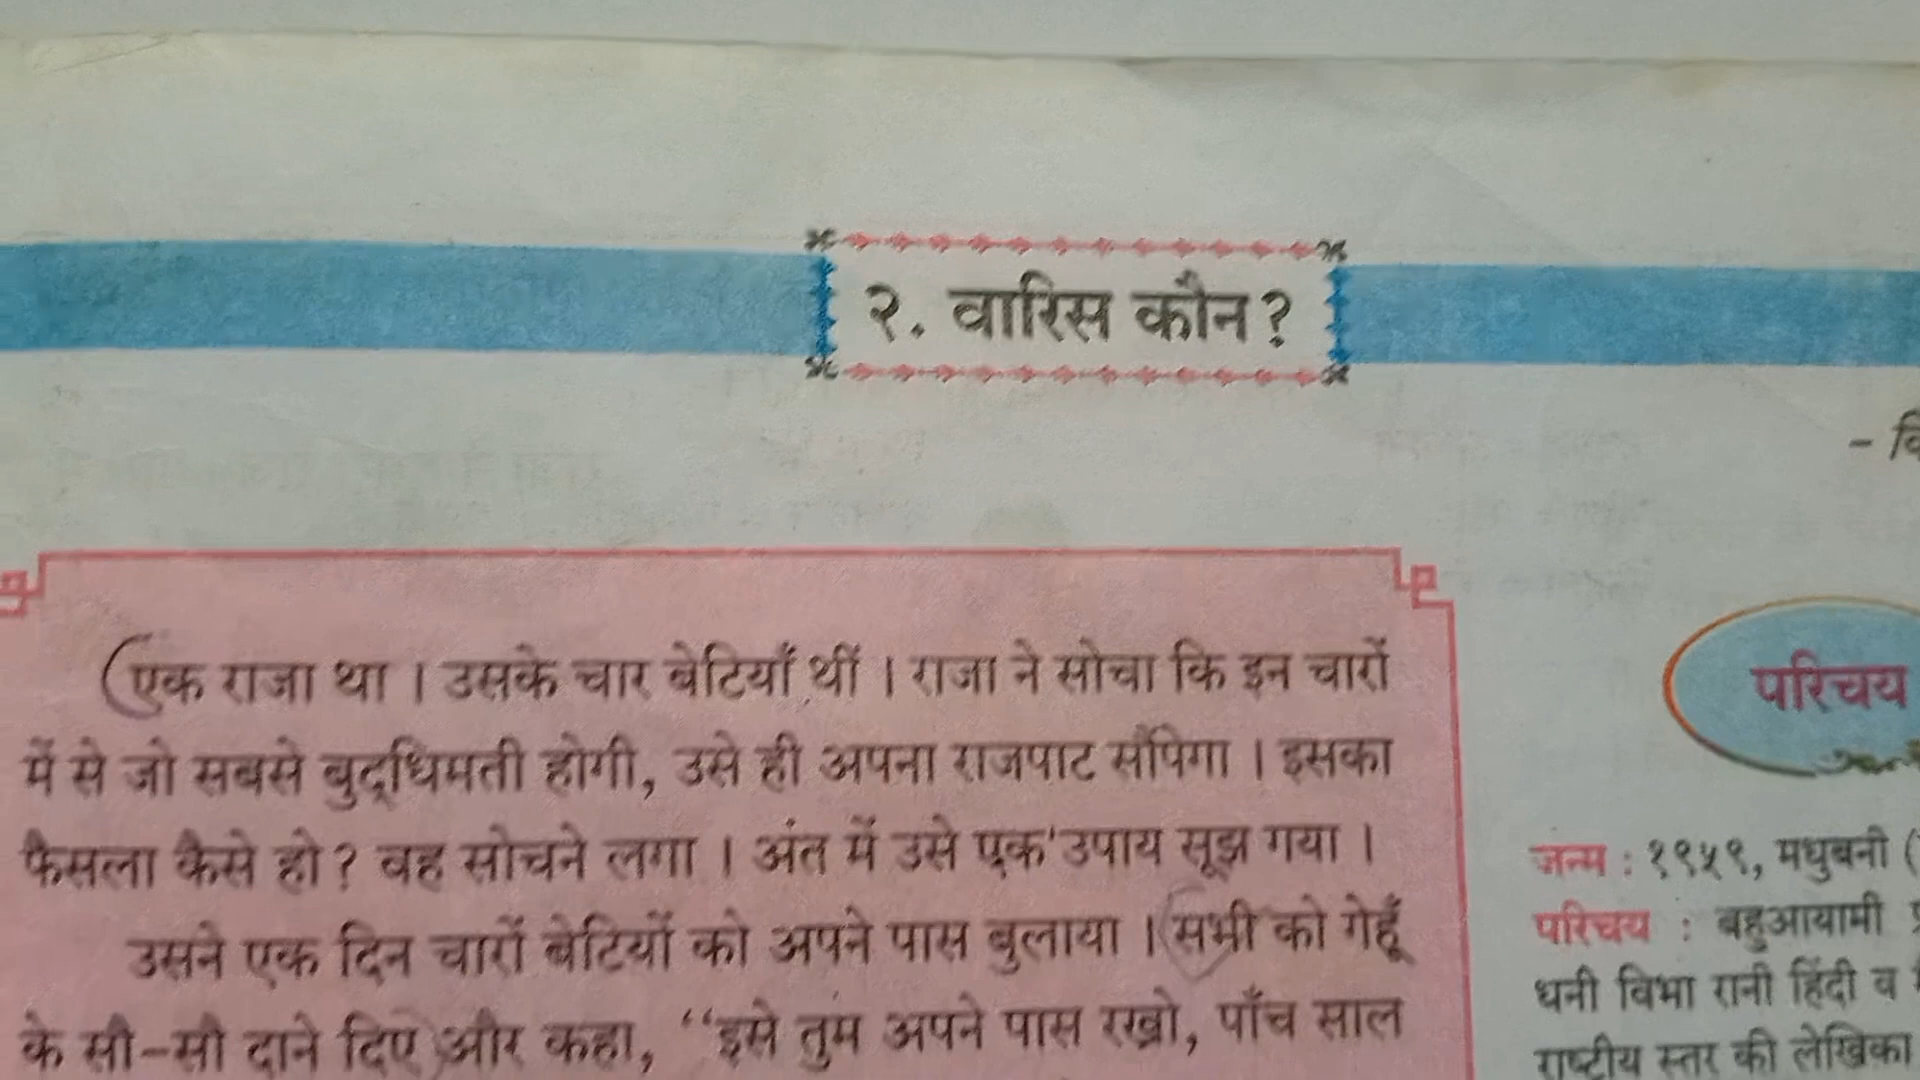 २. वारिस कौन?
एक राजा था । उसके चार बेटियाँ थीं । राजा ने सोचा कि इन चारों
में से जो सबसे बुद्धिमती होगी, उसे ही अपना राजपाट सौंपेगा । इसका
फैसला कैसे हो? वह सोचने लगा । अंत में उसे एक उपाय सूझ गया ।
उसने एक दिन चारों बेटियों को अपने पास बुलाया । सभी को गेहूँ
के सौ-सौ दाने दिए और कहा, “इसे तुम अपने पास रखो, पाँच साल
परिचय
जन्म : १९५९, मधुबनी (
परिचय : बहुआयामी
धनी विभा रानी हिंदी व
राष्ट्रीय स्तर की लेखिका